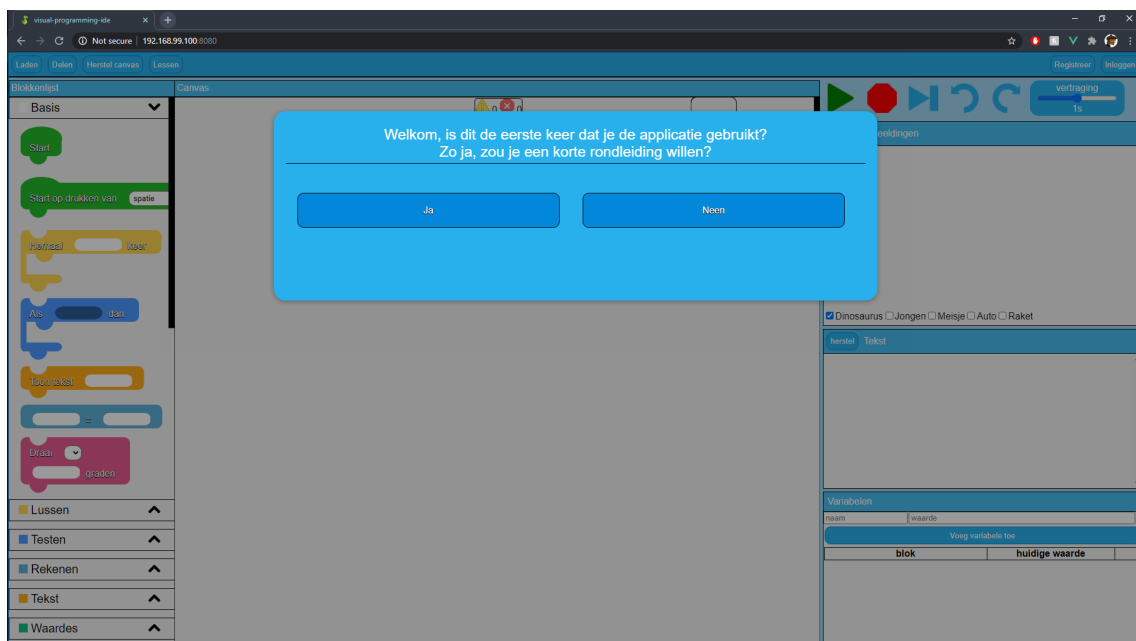 visual-programming-ide
Not secure | 192.168.99.100:8080
Laden Delen Herstel canvas Lessen Registreer Inloggen
Blokkenlijst
Canvas
Basis
0 0
vertraging
1s
Start
Start op drukken van spatie
Herhaal keer
Als dan
Toon tekst
=
Draai
graden
Lussen
Testen
Rekenen
Tekst
Waardes
Welkom, is dit de eerste keer dat je de applicatie gebruikt?
Zo ja, zou je een korte rondleiding willen?
Ja Neen
eeldingen
Dinosaurus Jongen Meisje Auto Raket
herstel Tekst
Variabelen
naam waarde
Voeg variabele toe
blok huidige waarde